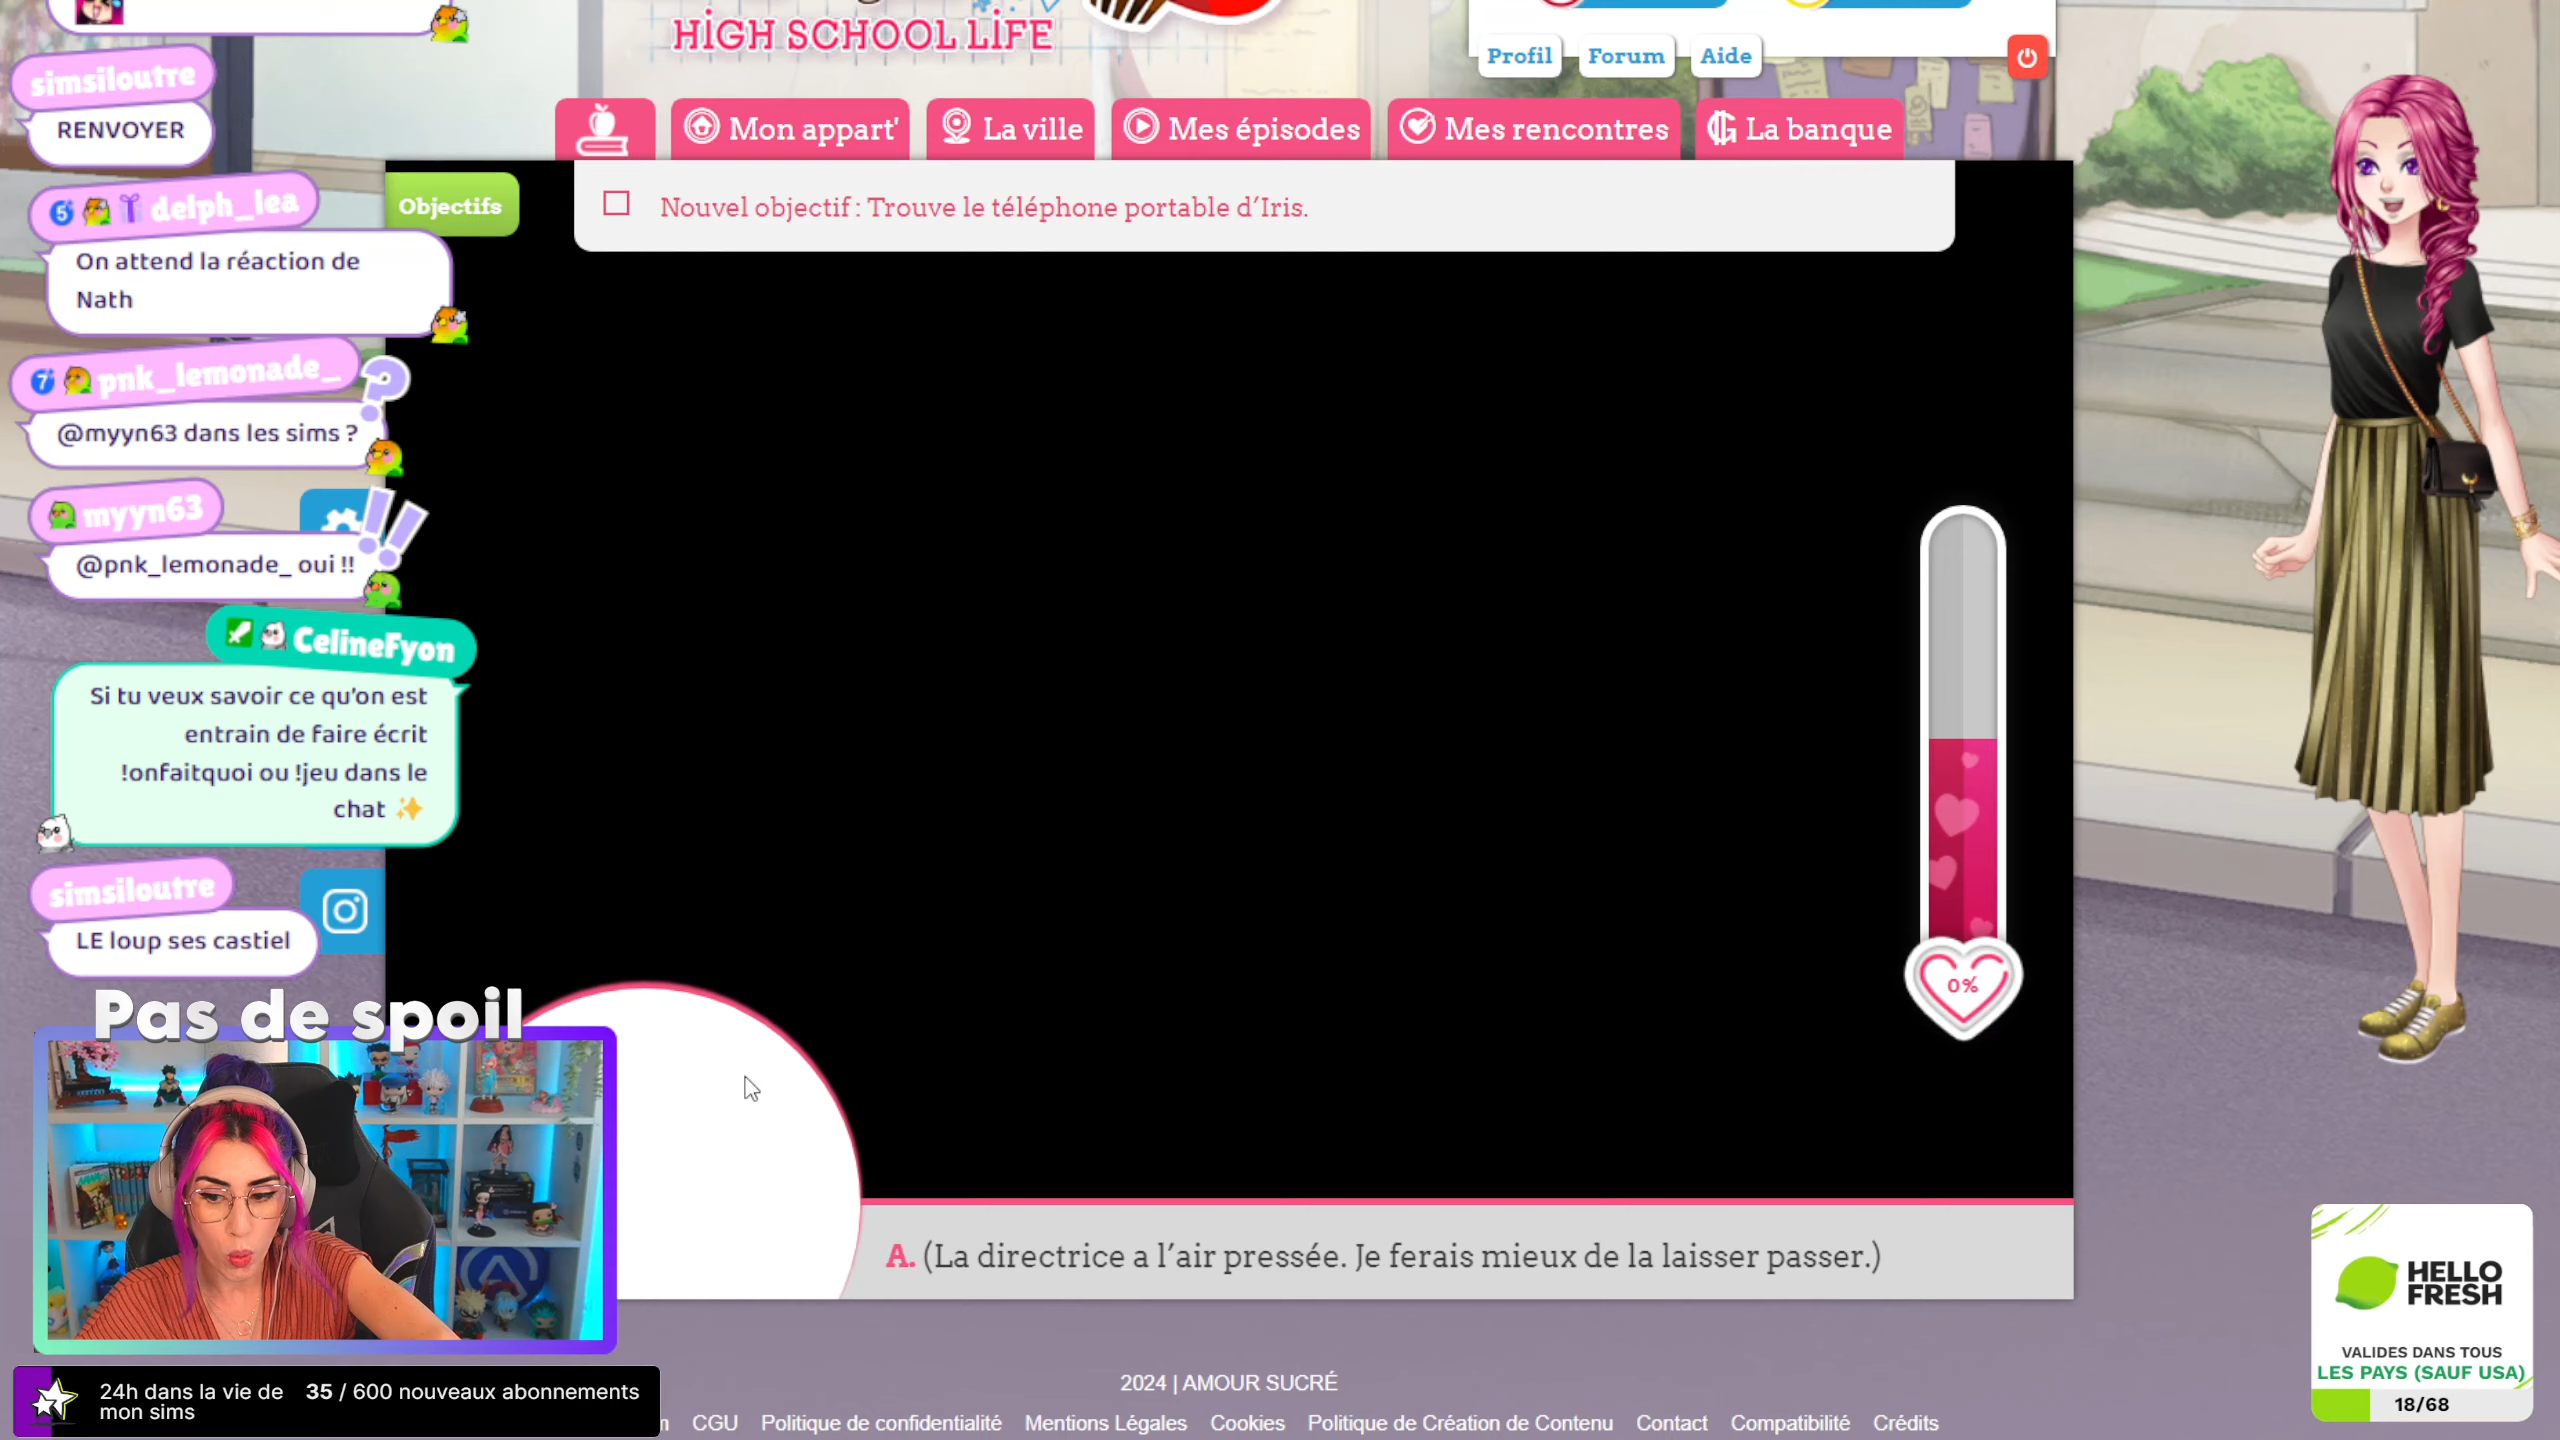 HIGH SCHOOL LIFE
Profil
Forum
Aide
Mon appart'
La ville
Mes épisodes
Mes rencontres
La banque
Objectifs
Nouvel objectif : Trouve le téléphone portable d’Iris.
simsiloutre
RENVOYER
5 delph_lea
On attend la réaction de
Nath
7 pnk_lemonade_
@myyn63 dans les sims ?
myyn63
@pnk_lemonade_ oui !!
CelineFyon
Si tu veux savoir ce qu'on est
entrain de faire écrit
!onfaitquoi ou !jeu dans le
chat ✨
simsiloutre
LE loup ses castiel
Pas de spoil
0%
A. (La directrice a l’air pressée. Je ferais mieux de la laisser passer.)
24h dans la vie de
mon sims
35 / 600 nouveaux abonnements
2024 | AMOUR SUCRÉ
CGU Politique de confidentialité Mentions Légales Cookies Politique de Création de Contenu Contact Compatibilité Crédits
HELLO
FRESH
VALIDES DANS TOUS
LES PAYS (SAUF USA)
18/68